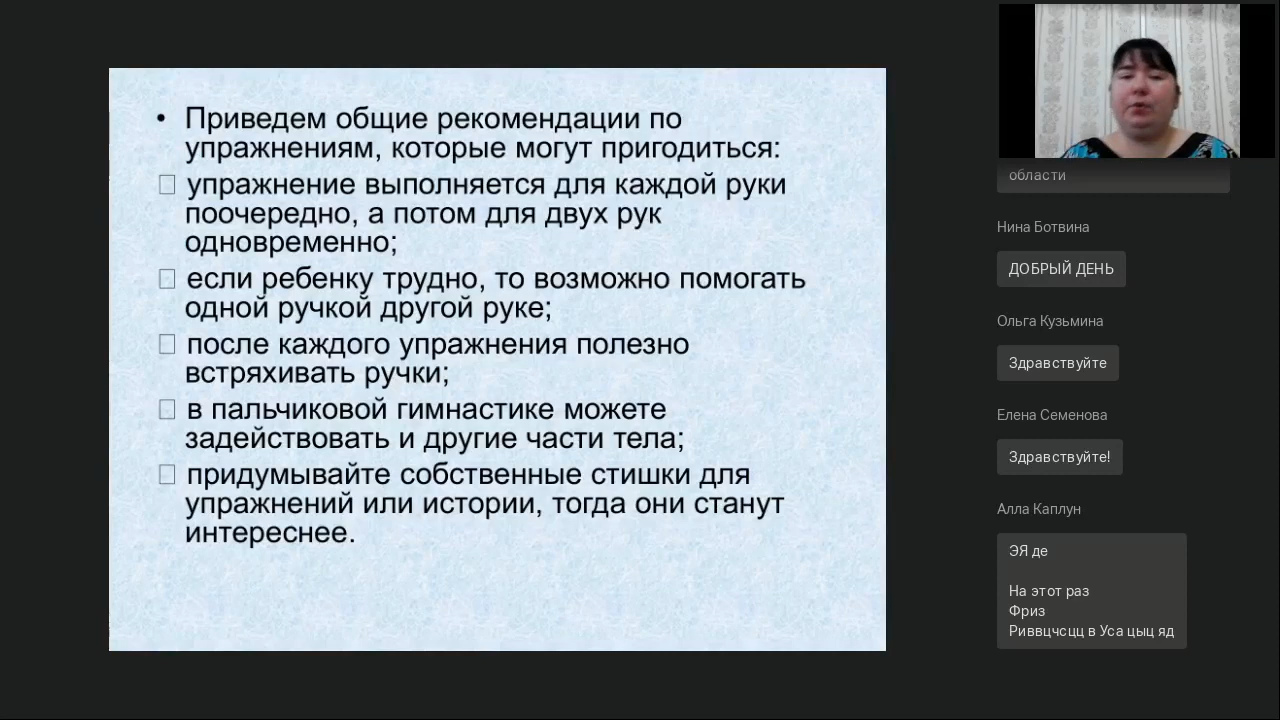 • Приведем общие рекомендации по
упражнениям, которые могут пригодиться:
упражнение выполняется для каждой руки
поочередно, а потом для двух рук
одновременно;
если ребенку трудно, то возможно помогать
одной ручкой другой руке;
после каждого упражнения полезно
встряхивать ручки;
в пальчиковой гимнастике можете
задействовать и другие части тела;
придумывайте собственные стишки для
упражнений или истории, тогда они станут
интереснее.
области
Нина Ботвина
ДОБРЫЙ ДЕНЬ
Ольга Кузьмина
Здравствуйте
Елена Семенова
Здравствуйте!
Алла Каплун
ЭЯ де
На этот раз
Фриз
Риввцчсцц в Уса цыц яд